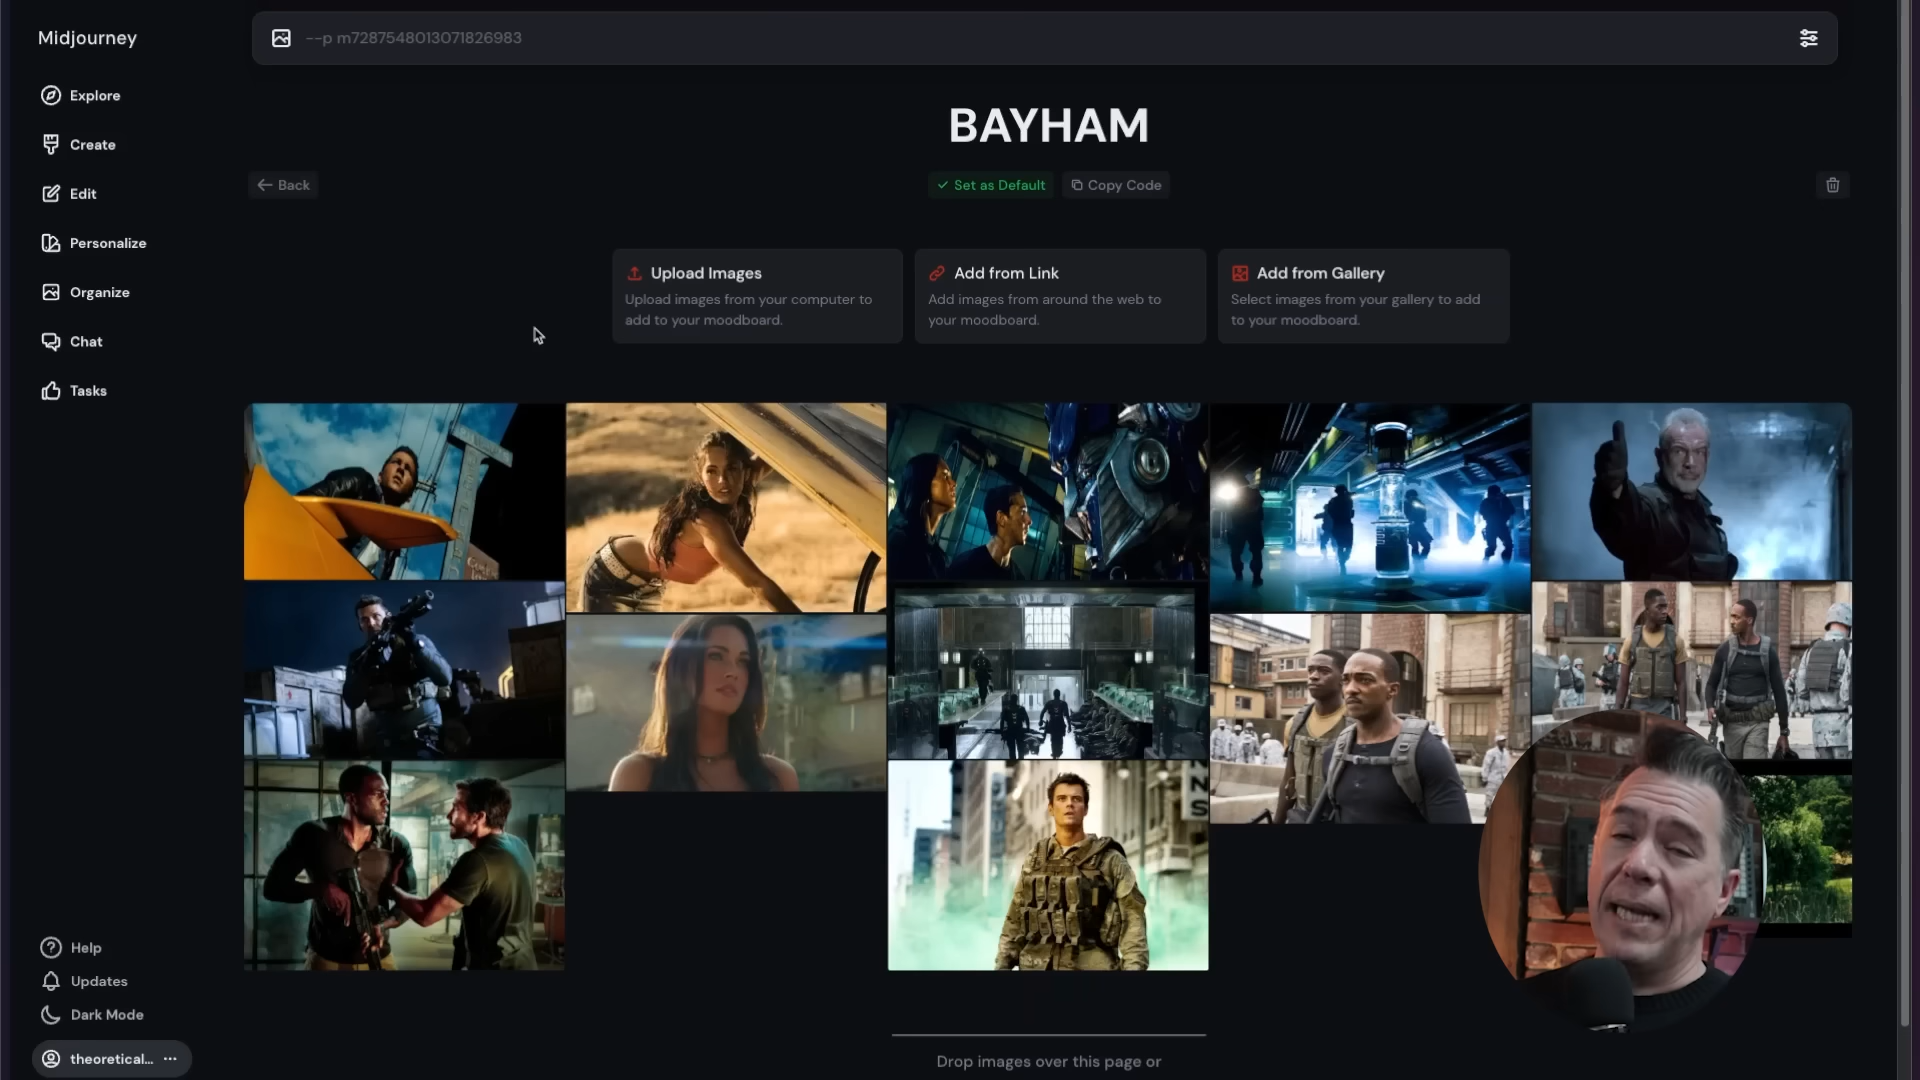 Midjourney
--p m7287548013071826983
Explore
Create
Edit
Personalize
Organize
Chat
Tasks
BAYHAM
Back
Set as Default
Copy Code
Upload Images
Upload images from your computer to
add to your moodboard.
Add from Link
Add images from around the web to
your moodboard.
Add from Gallery
Select images from your gallery to add
to your moodboard.
Help
Updates
Dark Mode
theoretical...
Drop images over this page or